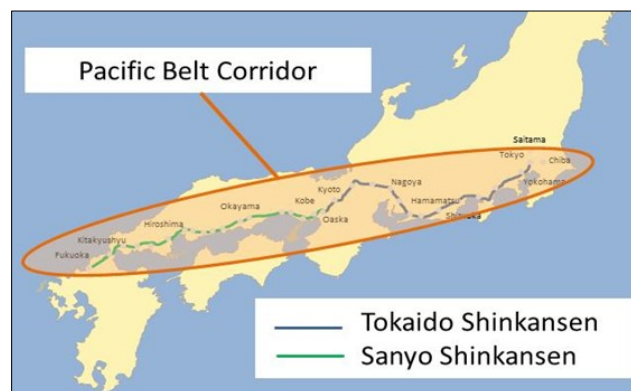 Pacific Belt Corridor
Saitama
Tokyo
Chiba
Yokohama
Nagoya
Hamamatsu
Kyoto
Kobe
Oaska
Okayama
Hiroshima
Kitakyushyu
Fukuoka
Tokaido Shinkansen
Sanyo Shinkansen